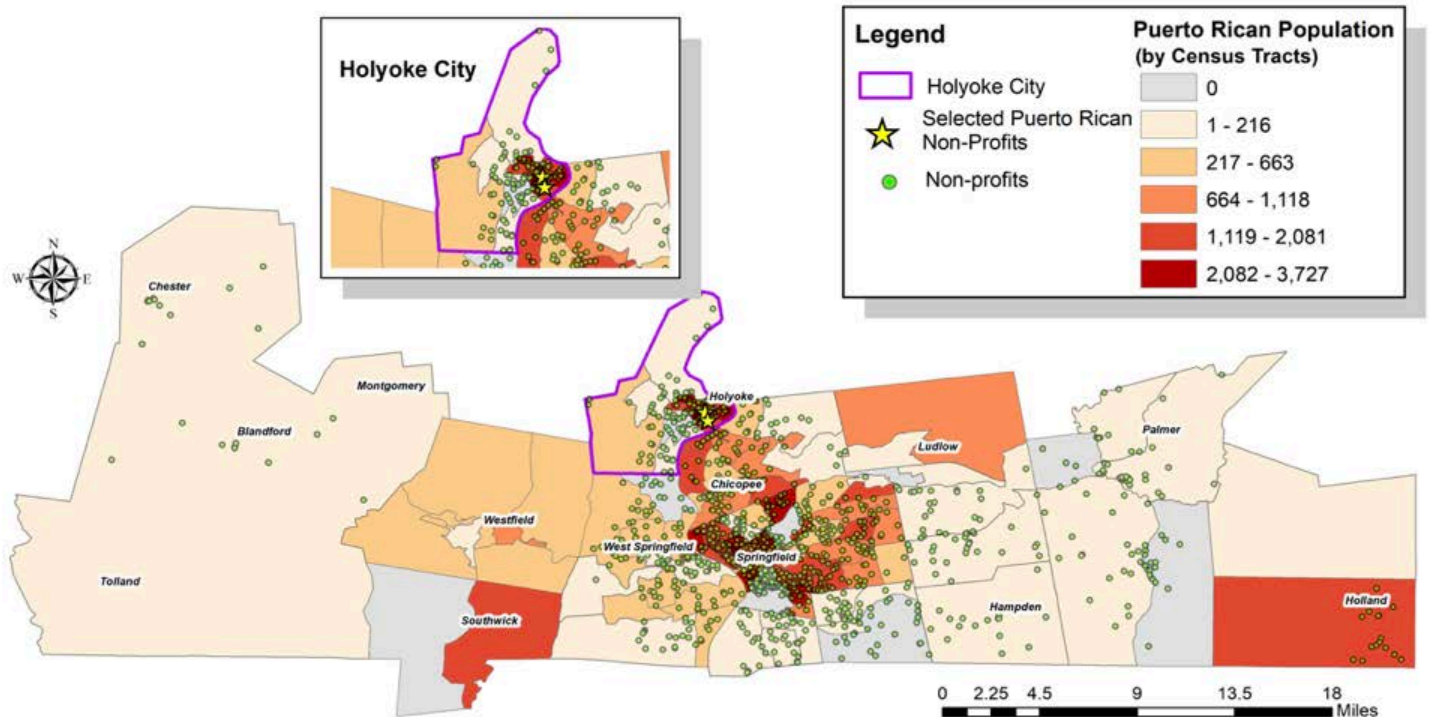 Holyoke City
Legend
Holyoke City
Selected Puerto Rican
Non-Profits
Non-profits
Puerto Rican Population
(by Census Tracts)
0
1 - 216
217 - 663
664 - 1,118
1,119 - 2,081
2,082 - 3,727
N
W E
S
Chester
Montgomery
Blandford
Tolland
Westfield
Southwick
Holyoke
Chicopee
West Springfield
Springfield
Ludlow
Palmer
Hampden
Holland
0 2.25 4.5 9 13.5 18
Miles